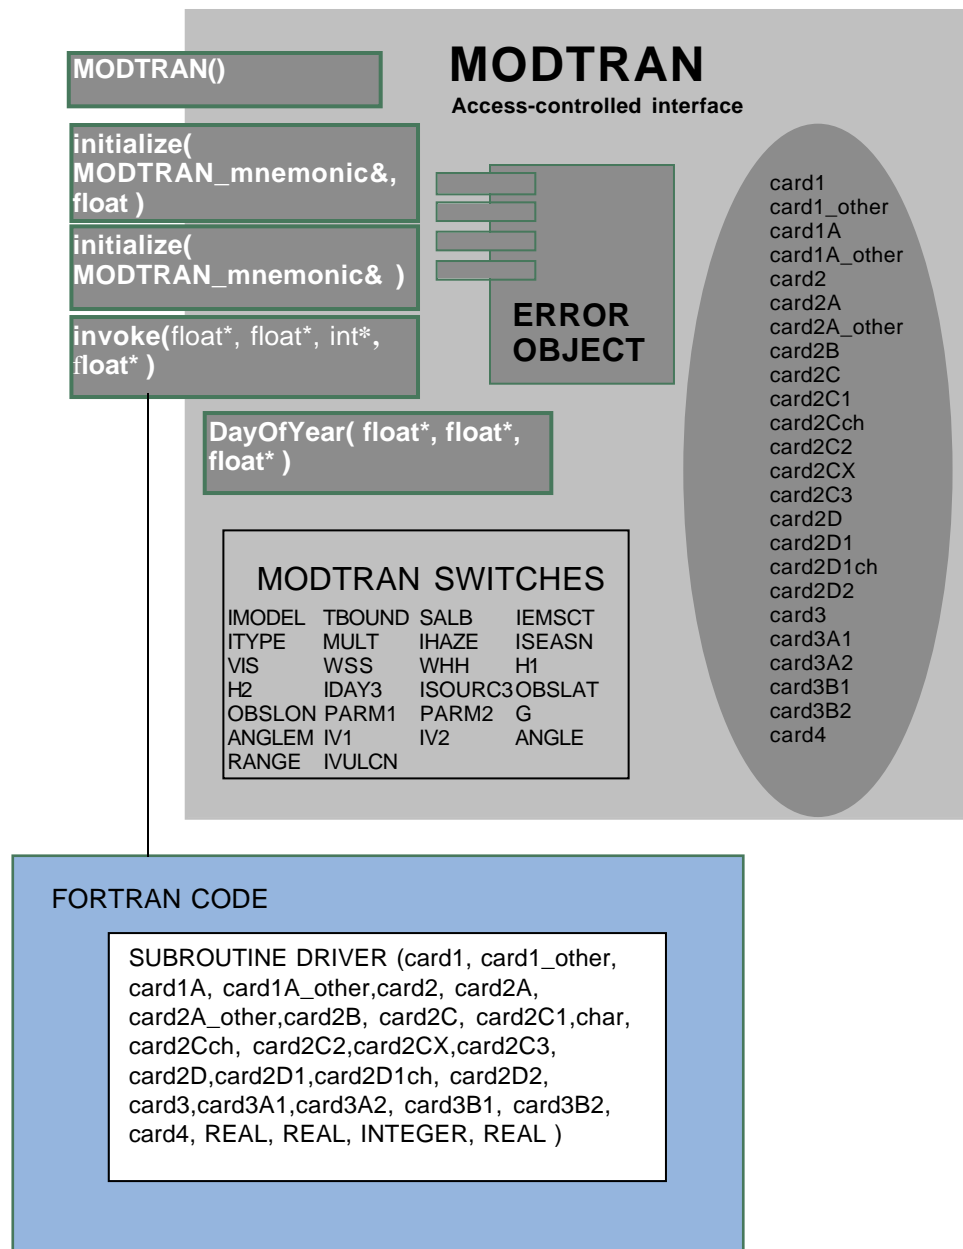 MODTRAN()
MODTRAN
Access-controlled interface
initialize(
MODTRAN_mnemonic&,
float )
initialize(
MODTRAN_mnemonic& )
invoke(float*, float*, int*,
float* )
ERROR
OBJECT
DayOfYear( float*, float*,
float* )
card1
card1_other
card1A
card1A_other
card2
card2A
card2A_other
card2B
card2C
card2C1
card2Cch
card2C2
card2CX
card2C3
card2D
card2D1
card2D1ch
card2D2
card3
card3A1
card3A2
card3B1
card3B2
card4
MODTRAN SWITCHES
IMODEL TBOUND SALB IEMSCT
ITYPE MULT IHAZE ISEASN
VIS WSS WHH H1
H2 IDAY3 ISOURC3 OBSLAT
OBSLON PARM1 PARM2 G
ANGLEM IV1 IV2 ANGLE
RANGE IVULCN
FORTRAN CODE
SUBROUTINE DRIVER (card1, card1_other,
card1A, card1A_other,card2, card2A,
card2A_other,card2B, card2C, card2C1,char,
card2Cch, card2C2,card2CX,card2C3,
card2D,card2D1,card2D1ch, card2D2,
card3,card3A1,card3A2, card3B1, card3B2,
card4, REAL, REAL, INTEGER, REAL )